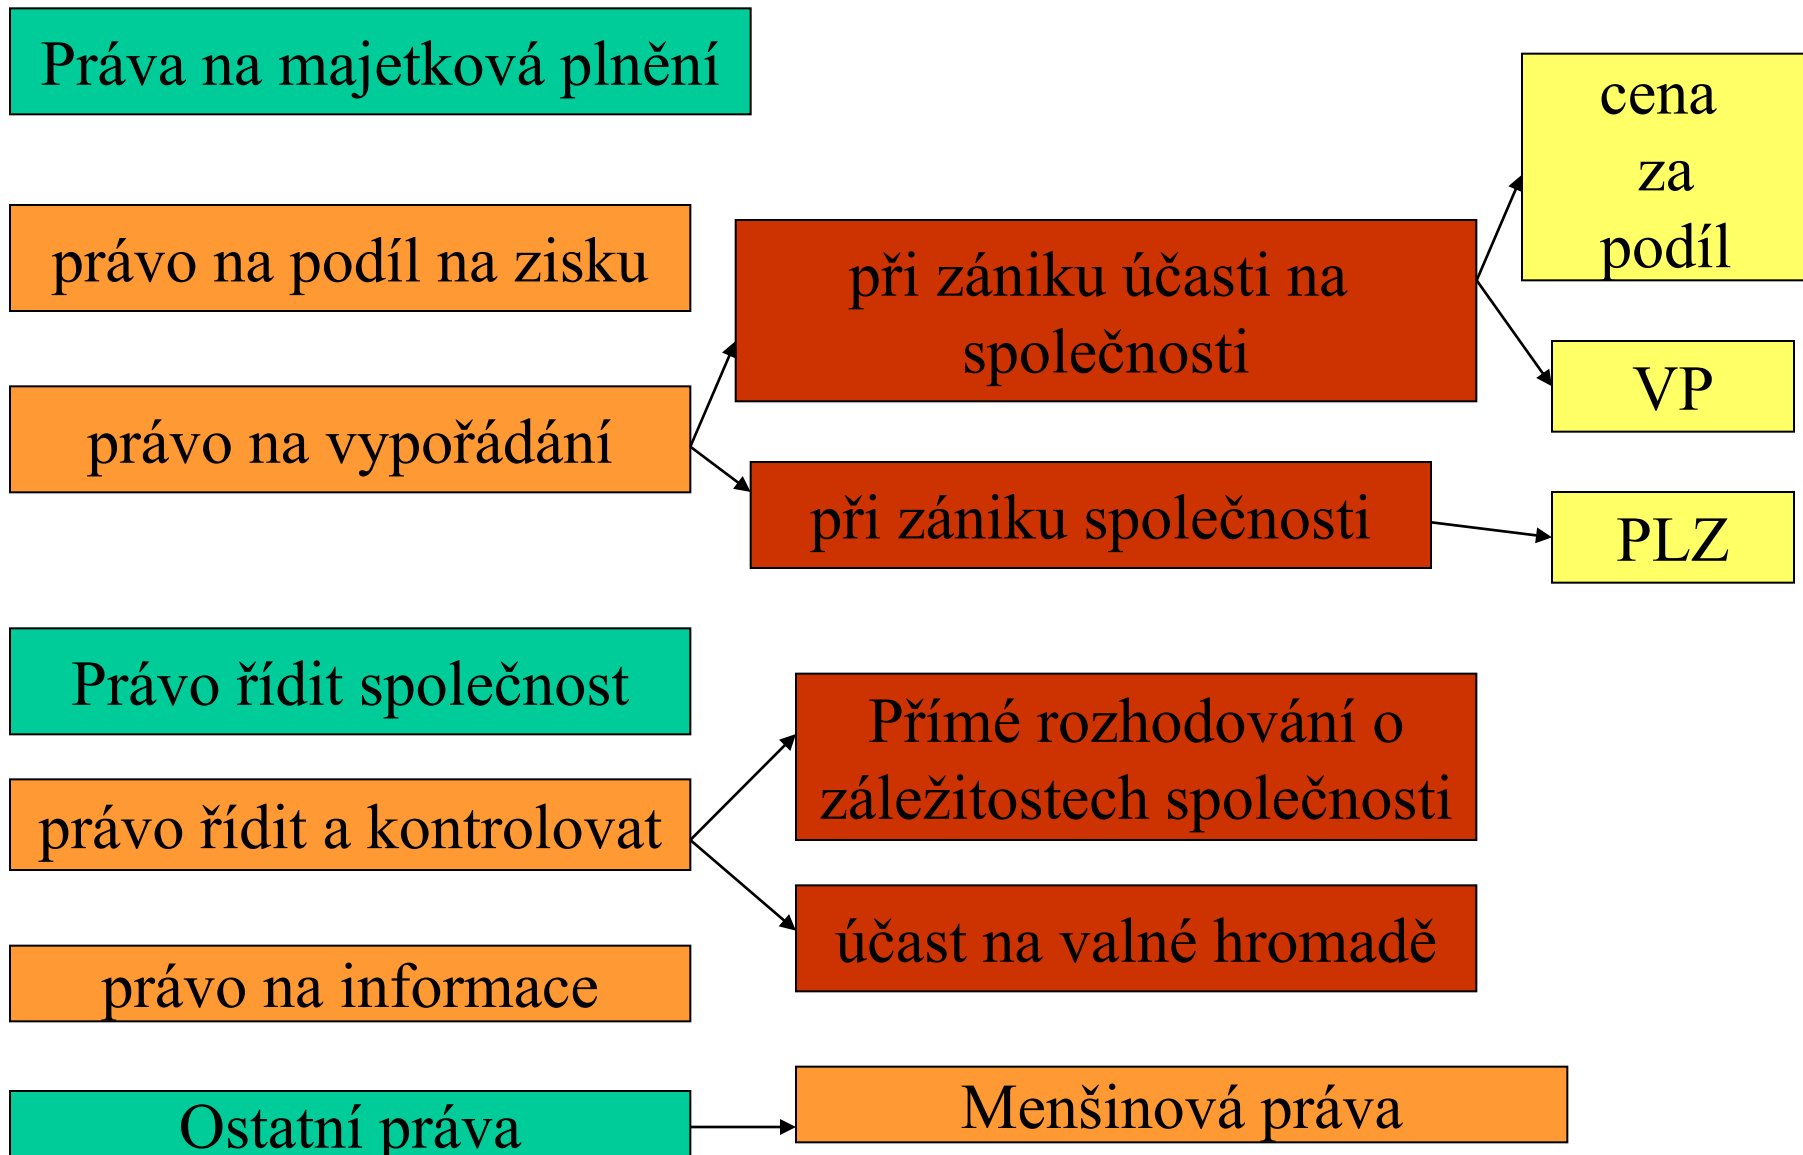 Práva na majetková plnění
cena
za
podíl
právo na podíl na zisku
při zániku účasti na
společnosti
VP
právo na vypořádání
při zániku společnosti
PLZ
Právo řídit společnost
Přímé rozhodování o
záležitostech společnosti
právo řídit a kontrolovat
účast na valné hromadě
právo na informace
Menšinová práva
Ostatní práva